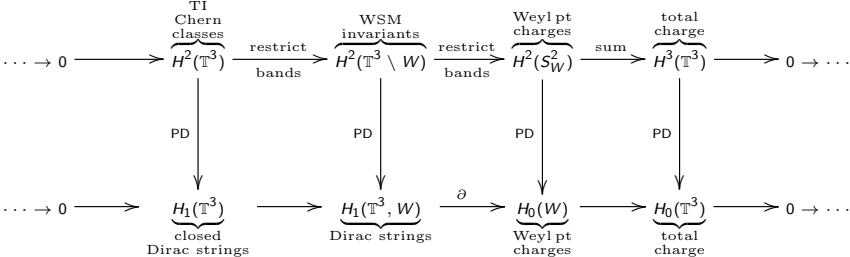 TI
Chern
classes
WSM
invariants
Weyl pt
charges
total
charge
⋯ → 0 H²(𝕋³) restrict bands H²(𝕋³ \ W) restrict bands H²(S²_W) sum H³(𝕋³) 0 → ⋯
PD PD PD PD
⋯ → 0 H₁(𝕋³) H₁(𝕋³, W) ∂ H₀(W) H₀(𝕋³) 0 → ⋯
closed
Dirac strings
Dirac strings
Weyl pt
charges
total
charge